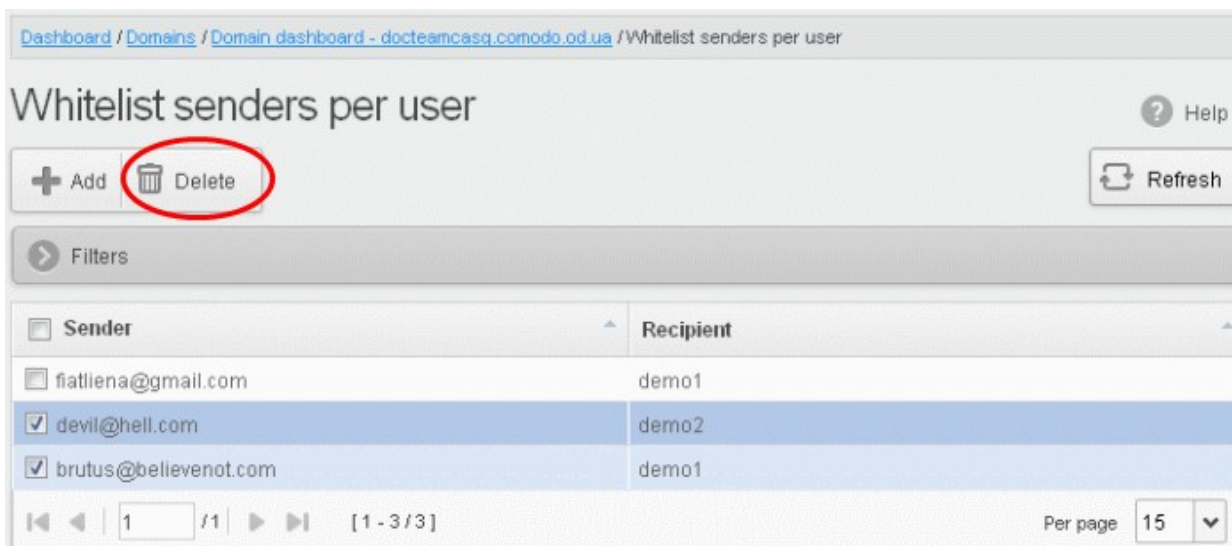 Dashboard / Domains / Domain dashboard - docteamcasg.comodo.od.ua / Whitelist senders per user
Whitelist senders per user
Help
Add Delete
Refresh
Filters
Sender Recipient
fiatliena@gmail.com demo1
devil@hell.com demo2
brutus@believenot.com demo1
1 /1 [1 - 3 / 3] Per page 15